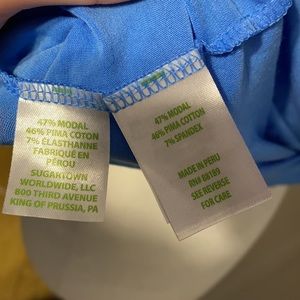 47% MODAL
46% PIMA COTON
7% ÉLASTHANNE
FABRIQUÉ EN
PÉROU
SUGARTOWN
WORLDWIDE, LLC
800 THIRD AVENUE
KING OF PRUSSIA, PA
47% MODAL
46% PIMA COTTON
7% SPANDEX
MADE IN PERU
RN# 88189
SEE REVERSE
FOR CARE